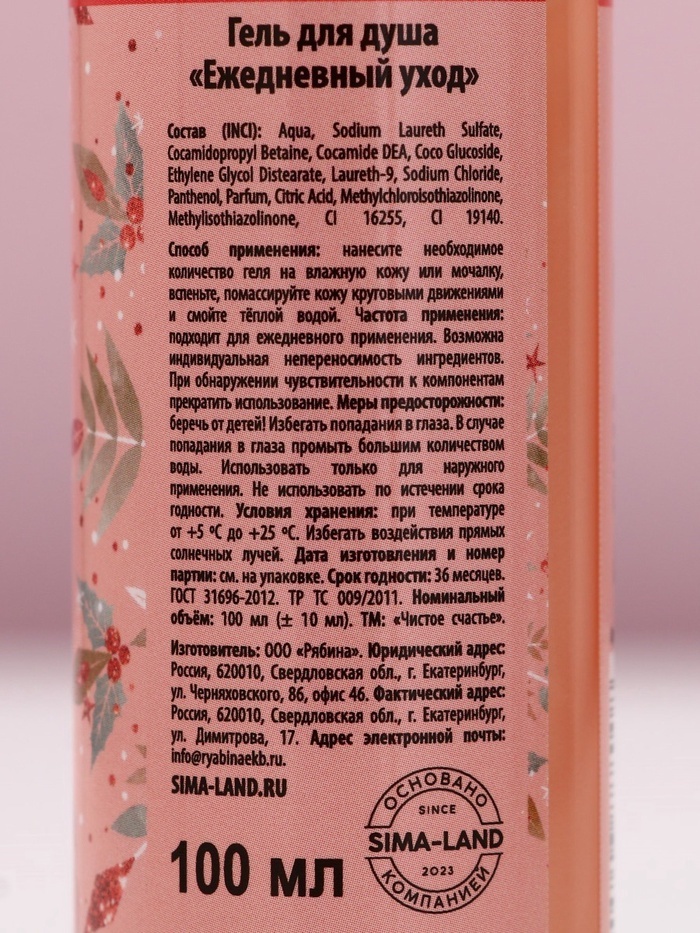 Гель для душа
«Ежедневный уход»
Состав (INCI): Aqua, Sodium Laureth Sulfate,
Cocamidopropyl Betaine, Cocamide DEA, Coco Glucoside,
Ethylene Glycol Distearate, Laureth-9, Sodium Chloride,
Panthenol, Parfum, Citric Acid, Methylchloroisothiazolinone,
Methylisothiazolinone, CI 16255, CI 19140.
Способ применения: нанесите необходимое
количество геля на влажную кожу или мочалку,
вспеньте, помассируйте кожу круговыми движениями
и смойте тёплой водой. Частота применения:
подходит для ежедневного применения. Возможна
индивидуальная непереносимость ингредиентов.
При обнаружении чувствительности к компонентам
прекратить использование. Меры предосторожности:
беречь от детей! Избегать попадания в глаза. В случае
попадания в глаза промыть большим количеством
воды. Использовать только для наружного
применения. Не использовать по истечении срока
годности. Условия хранения: при температуре
от +5 ºС до +25 ºС. Избегать воздействия прямых
солнечных лучей. Дата изготовления и номер
партии: см. на упаковке. Срок годности: 36 месяцев.
ГОСТ 31696-2012. ТР ТС 009/2011. Номинальный
объём: 100 мл (± 10 мл). ТМ: «Чистое счастье».
Изготовитель: ООО «Рябина». Юридический адрес:
Россия, 620010, Свердловская обл., г. Екатеринбург,
ул. Черняховского, 86, офис 46. Фактический адрес:
Россия, 620010, Свердловская обл., г. Екатеринбург,
ул. Димитрова, 17. Адрес электронной почты:
info@ryabinaekb.ru.
SIMA-LAND.RU
100 мл
ОСНОВАНО
SINCE
SIMA-LAND
2023
КОМПАНИЕЙ